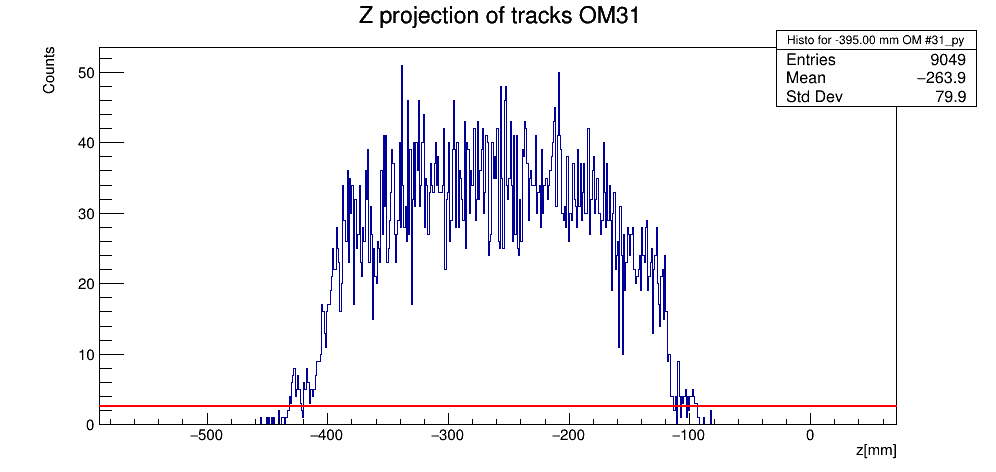 Z projection of tracks OM31
Histo for -395.00 mm OM #31_py
Entries 9049
Mean −263.9
Std Dev 79.9
Counts
50
40
30
20
10
0
−500 −400 −300 −200 −100 0
z[mm]